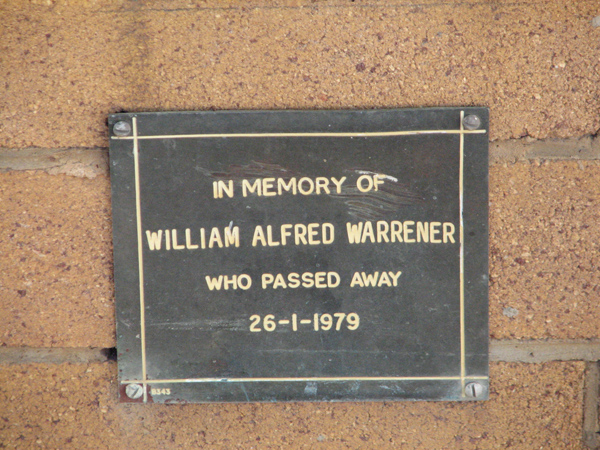 IN MEMORY OF
WILLIAM ALFRED WARRENER
WHO PASSED AWAY
26-1-1979